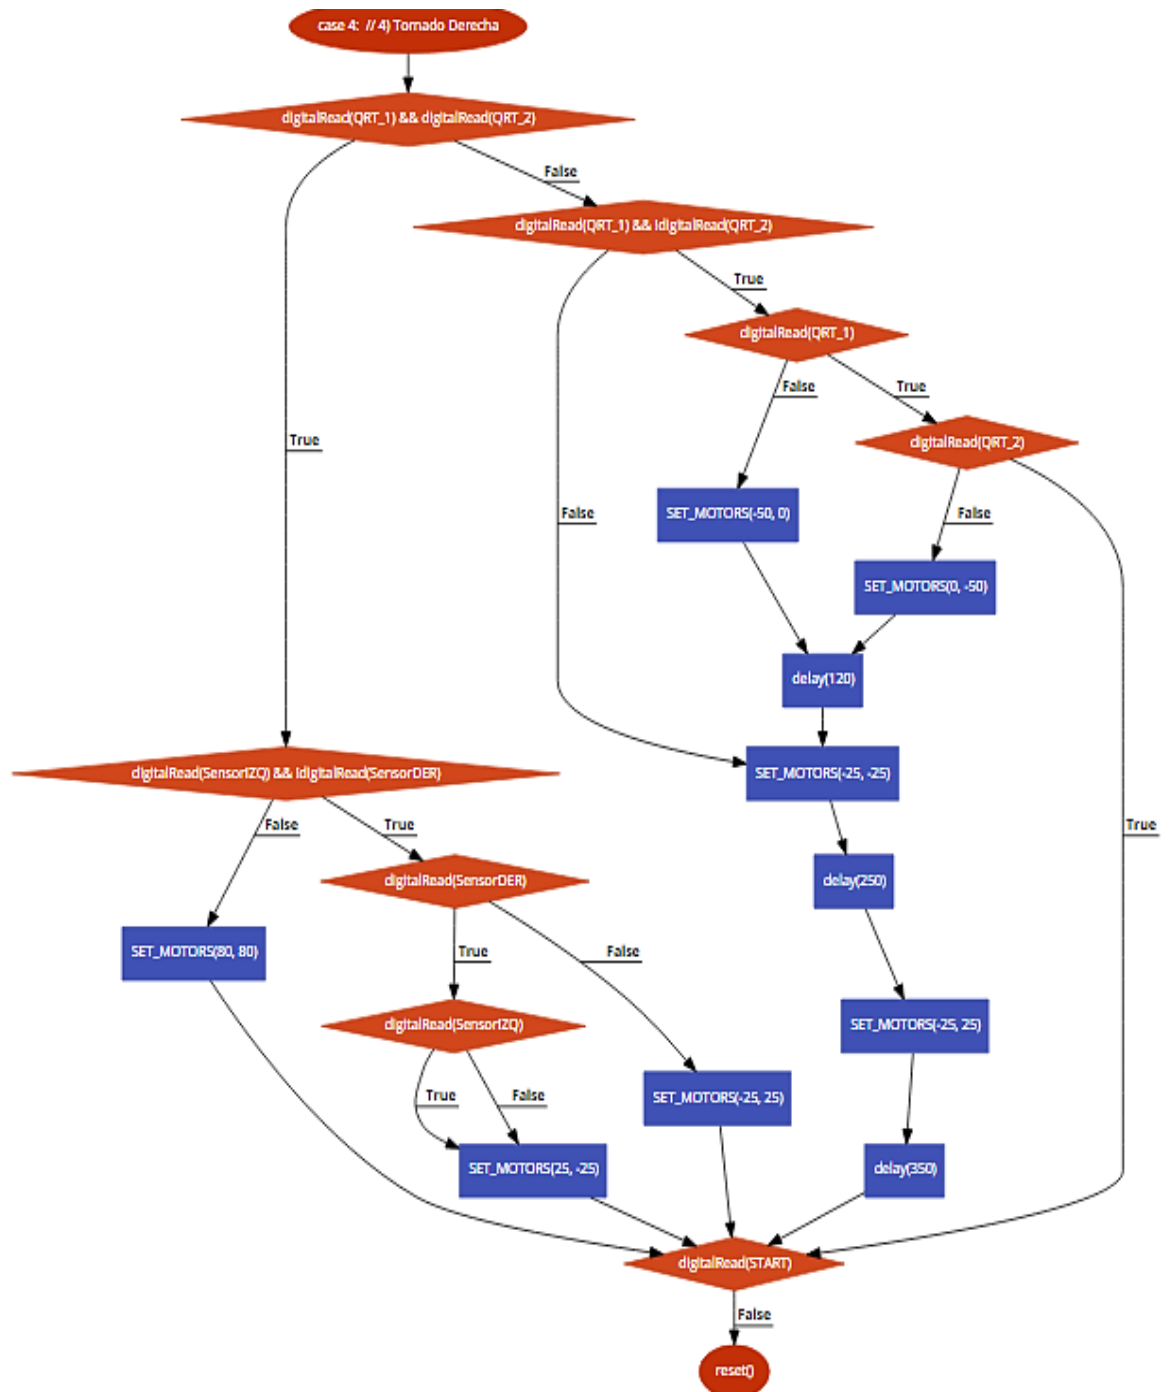 case 4: // 4) Tornado Derecha
digitalRead(QRT_1) && digitalRead(QRT_2)
False
digitalRead(QRT_1) && !digitalRead(QRT_2)
True
digitalRead(QRT_1)
False
True
True
digitalRead(QRT_2)
SET_MOTORS(-50, 0)
False
False
SET_MOTORS(0, -50)
delay(120)
digitalRead(SensorIZQ) && !digitalRead(SensorDER)
SET_MOTORS(-25, -25)
False
True
True
digitalRead(SensorDER)
delay(250)
SET_MOTORS(80, 80)
True
False
digitalRead(SensorIZQ)
SET_MOTORS(-25, 25)
True
False
SET_MOTORS(-25, 25)
SET_MOTORS(25, -25)
delay(350)
digitalRead(START)
False
reset()